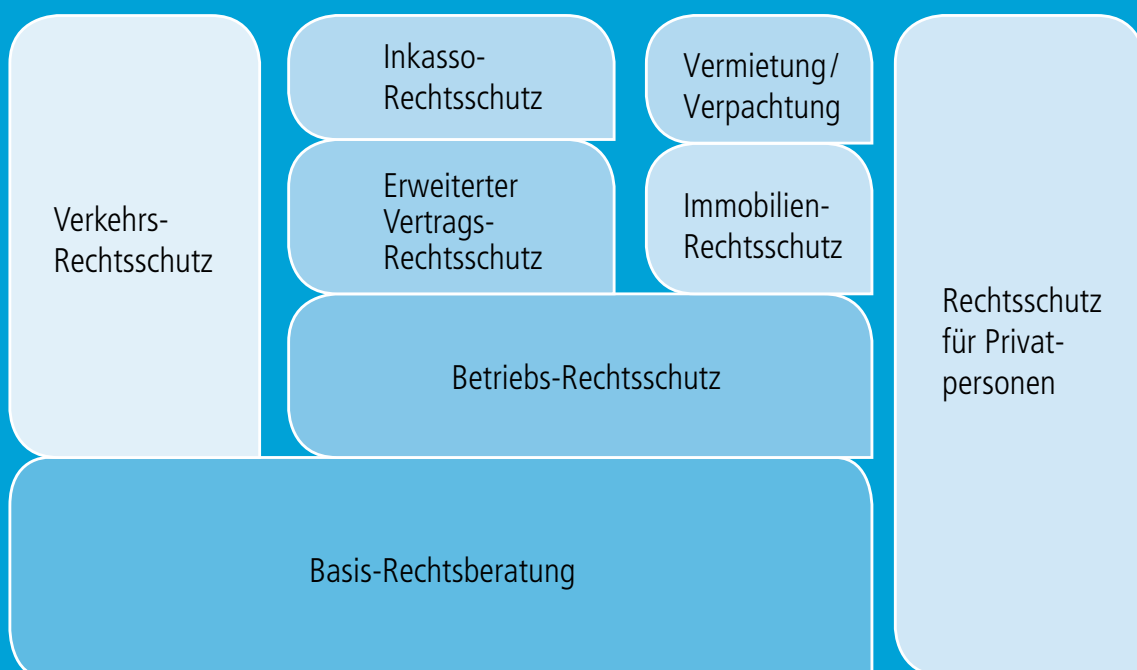 Inkasso-
Rechtsschutz
Vermietung/
Verpachtung
Verkehrs-
Rechtsschutz
Erweiterter
Vertrags-
Rechtsschutz
Immobilien-
Rechtsschutz
Rechtsschutz
für Privat-
personen
Betriebs-Rechtsschutz
Basis-Rechtsberatung